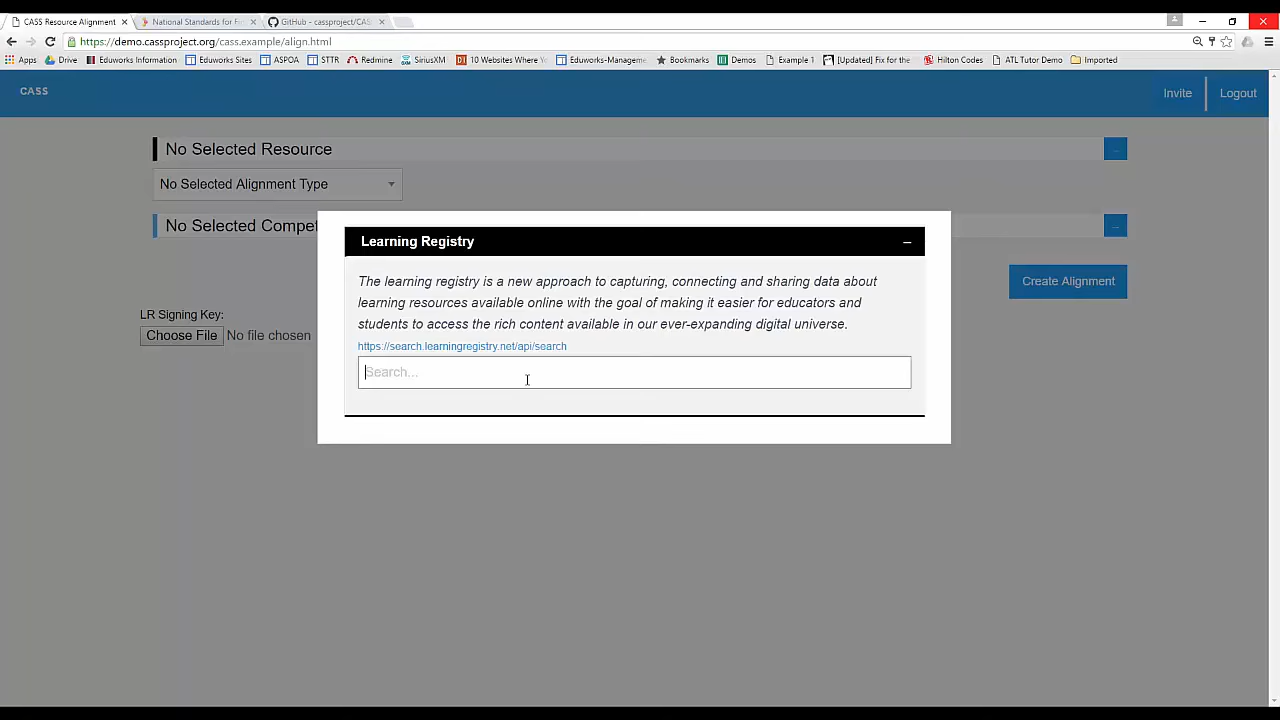 CASS Resource Alignment
National Standards for Fi
GitHub - cassproject/CAS
https://demo.cassproject.org/cass.example/align.html
Apps
Drive
Eduworks Information
Eduworks Sites
ASPOA
STTR
Redmine
SiriusXM
10 Websites Where Y
Eduworks-Manageme
Bookmarks
Demos
Example 1
[Updated] Fix for the
Hilton Codes
ATL Tutor Demo
Imported
CASS
Invite
Logout
No Selected Resource
...
No Selected Alignment Type
No Selected Compet
...
Create Alignment
LR Signing Key:
Choose File No file chosen
Learning Registry
The learning registry is a new approach to capturing, connecting and sharing data about
learning resources available online with the goal of making it easier for educators and
students to access the rich content available in our ever-expanding digital universe.
https://search.learningregistry.net/api/search
Search...